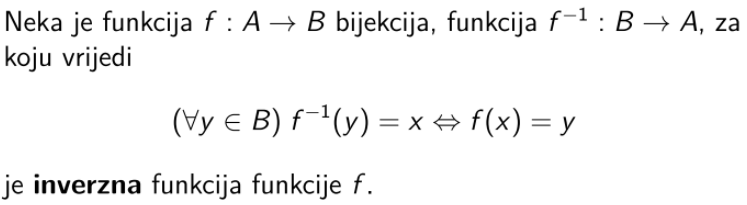 Neka je funkcija f : A → B bijekcija, funkcija f⁻¹ : B → A, za
koju vrijedi
(∀y ∈ B) f⁻¹(y) = x ⇔ f(x) = y
je inverzna funkcija funkcije f.